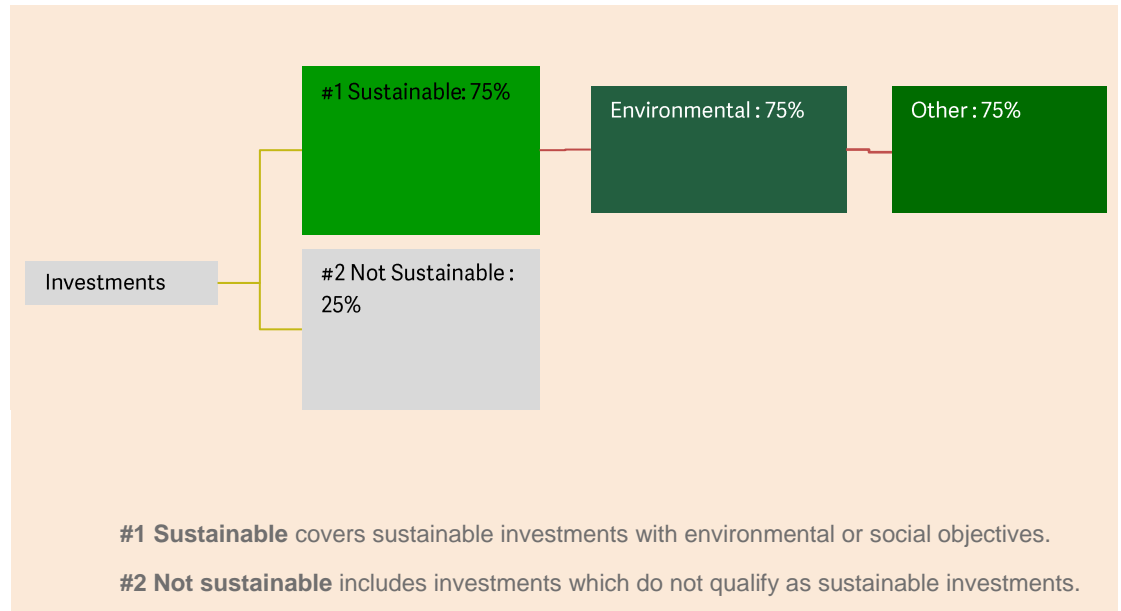 #1 Sustainable: 75%
Environmental : 75%
Other : 75%
Investments
#2 Not Sustainable :
25%
#1 Sustainable covers sustainable investments with environmental or social objectives.
#2 Not sustainable includes investments which do not qualify as sustainable investments.